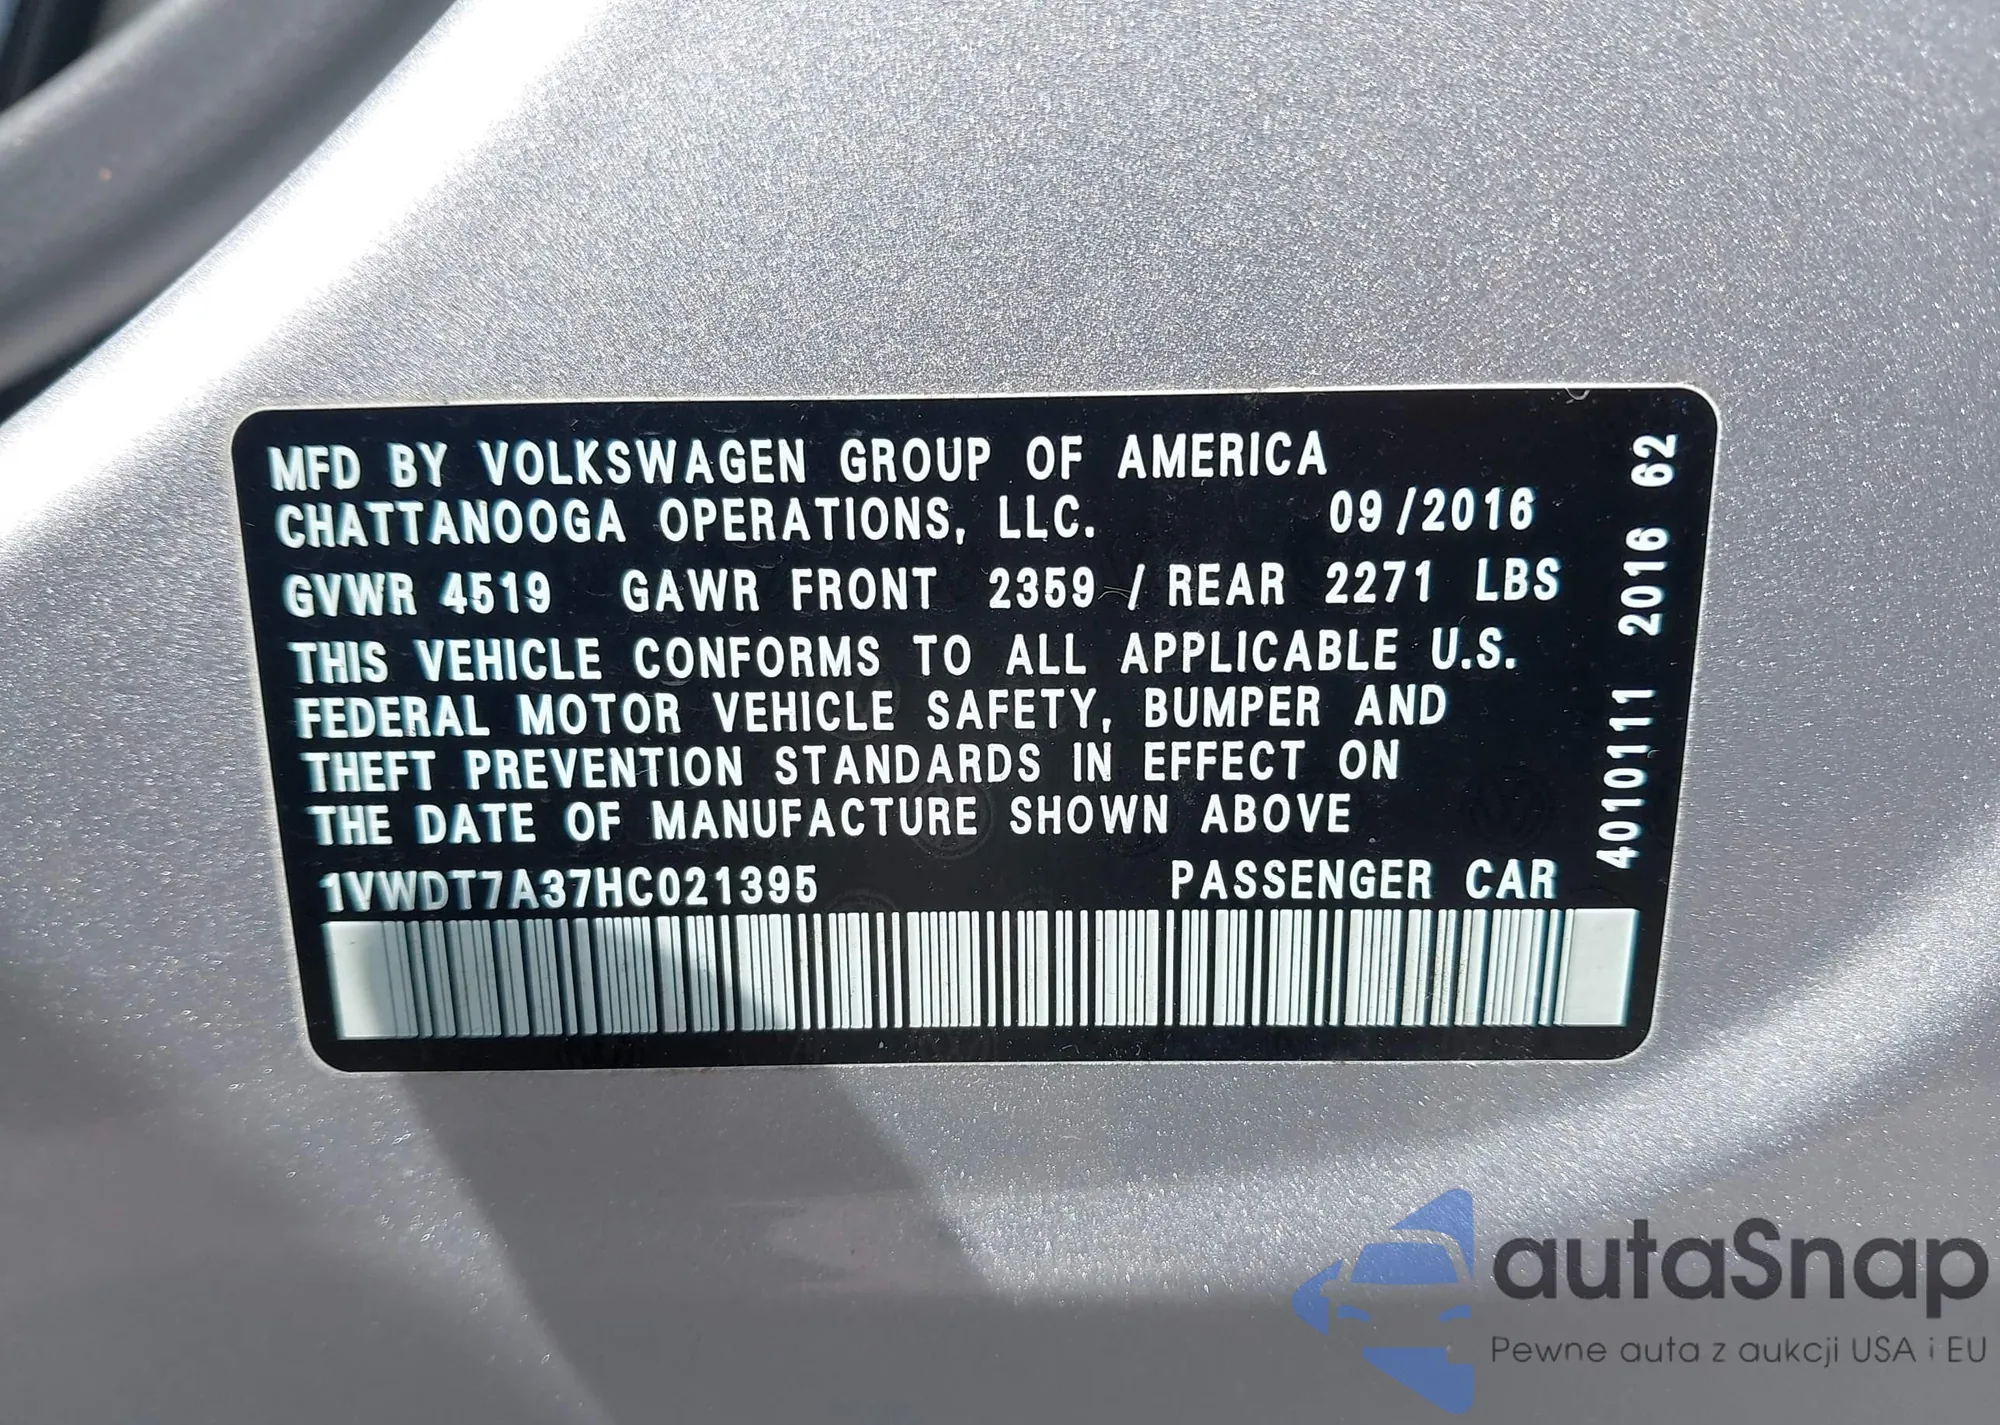 MFD BY VOLKSWAGEN GROUP OF AMERICA
CHATTANOOGA OPERATIONS, LLC. 09/2016
GVWR 4519 GAWR FRONT 2359 / REAR 2271 LBS
THIS VEHICLE CONFORMS TO ALL APPLICABLE U.S.
FEDERAL MOTOR VEHICLE SAFETY, BUMPER AND
THEFT PREVENTION STANDARDS IN EFFECT ON
THE DATE OF MANUFACTURE SHOWN ABOVE
1VWDT7A37HC021395 PASSENGER CAR
4010111 2016 62
autaSnap
Pewne auta z aukcji USA i EU